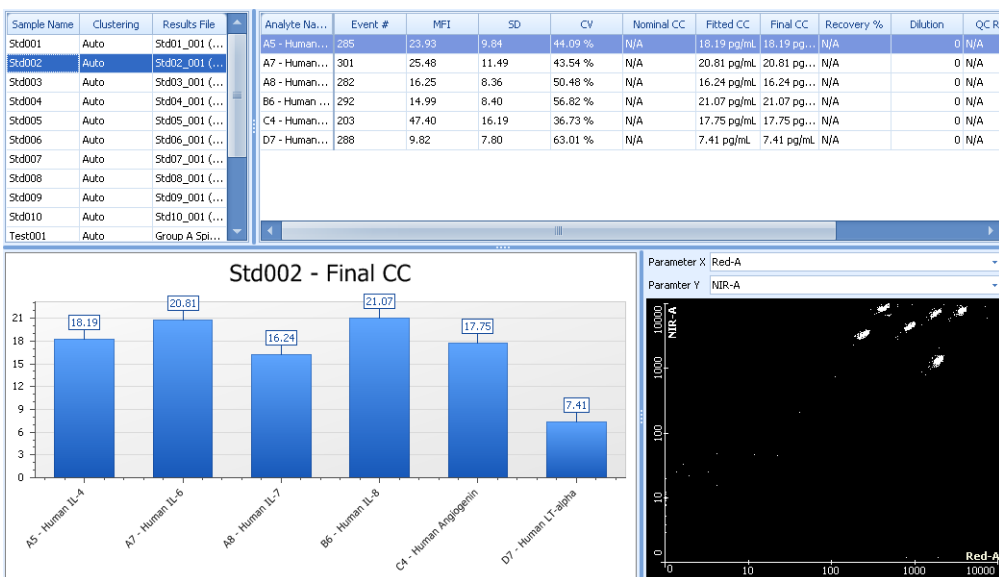 Sample Name Clustering Results File
Std001 Auto Std01_001 (...
Std002 Auto Std02_001 (...
Std003 Auto Std03_001 (...
Std004 Auto Std04_001 (...
Std005 Auto Std05_001 (...
Std006 Auto Std06_001 (...
Std007 Auto Std07_001 (...
Std008 Auto Std08_001 (...
Std009 Auto Std09_001 (...
Std010 Auto Std10_001 (...
Test001 Auto Group A Spi...
Analyte Na... Event # MFI SD CV Nominal CC Fitted CC Final CC Recovery % Dilution QC R
A5 - Human... 285 23.93 9.84 44.09 % N/A 18.19 pg/mL 18.19 pg... N/A 0 N/A
A7 - Human... 301 25.48 11.49 43.54 % N/A 20.81 pg/mL 20.81 pg... N/A 0 N/A
A8 - Human... 282 16.25 8.36 50.48 % N/A 16.24 pg/mL 16.24 pg... N/A 0 N/A
B6 - Human ... 292 14.99 8.40 56.82 % N/A 21.07 pg/mL 21.07 pg... N/A 0 N/A
C4 - Human... 203 47.40 16.19 36.73 % N/A 17.75 pg/mL 17.75 pg... N/A 0 N/A
D7 - Human... 288 9.82 7.80 63.01 % N/A 7.41 pg/mL 7.41 pg/mL N/A 0 N/A
Std002 - Final CC
21
18
15
12
9
6
3
0
18.19
20.81
16.24
21.07
17.75
7.41
A5 - Human IL-4
A7 - Human IL-6
A8 - Human IL-7
B6 - Human IL-8
C4 - Human Angiogenin
D7 - Human LT-alpha
Parameter X Red-A
Paramter Y NIR-A
NIR-A
10000
1000
100
10
0
Red-A
0 10 100 1000 10000